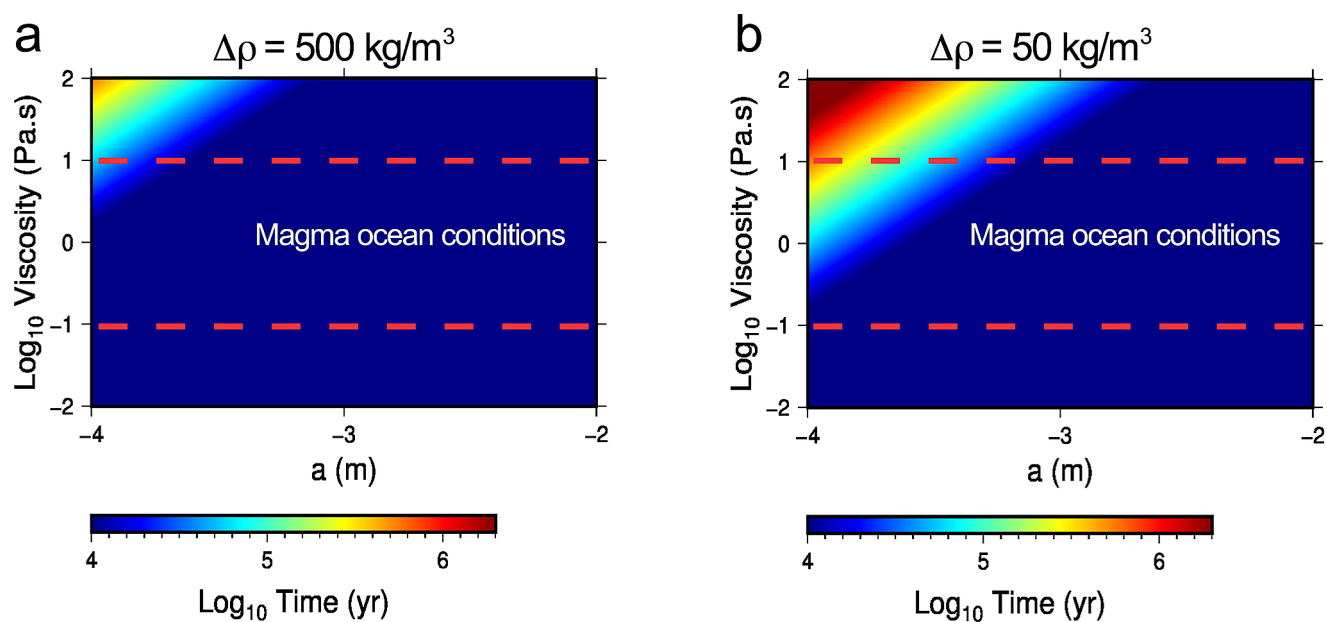 a
Δρ = 500 kg/m³
Log₁₀ Viscosity (Pa.s)
2
1
0
−1
−2
Magma ocean conditions
−4
−3
−2
a (m)
4
5
6
Log₁₀ Time (yr)
b
Δρ = 50 kg/m³
Log₁₀ Viscosity (Pa.s)
2
1
0
−1
−2
Magma ocean conditions
−4
−3
−2
a (m)
4
5
6
Log₁₀ Time (yr)